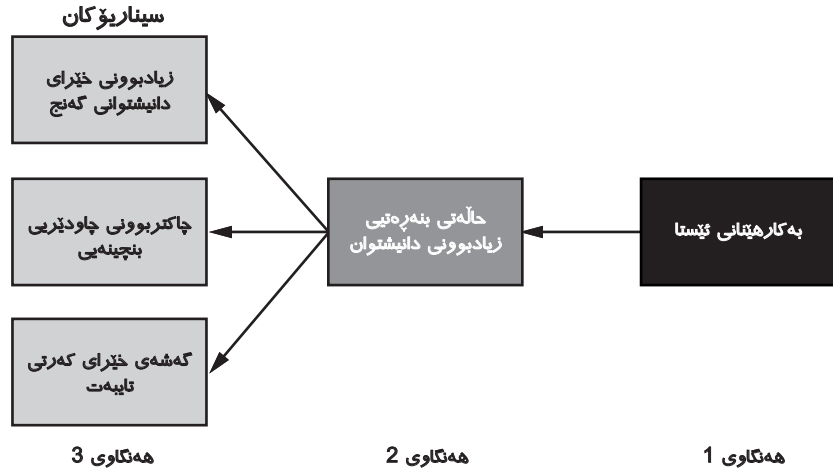 سیناریۆکان
زیادبوونی خێرای
دانیشتوانی گەنج
چاکتربوونی چاودێریی
بنچینەیی
گەشەی خێرای کەرتی
تایبەت
حاڵەتی بنەڕەتیی
زیادبوونی دانیشتوان
بەکارهێنانی ئێستا
هەنگاوی 1
هەنگاوی 2
هەنگاوی 3